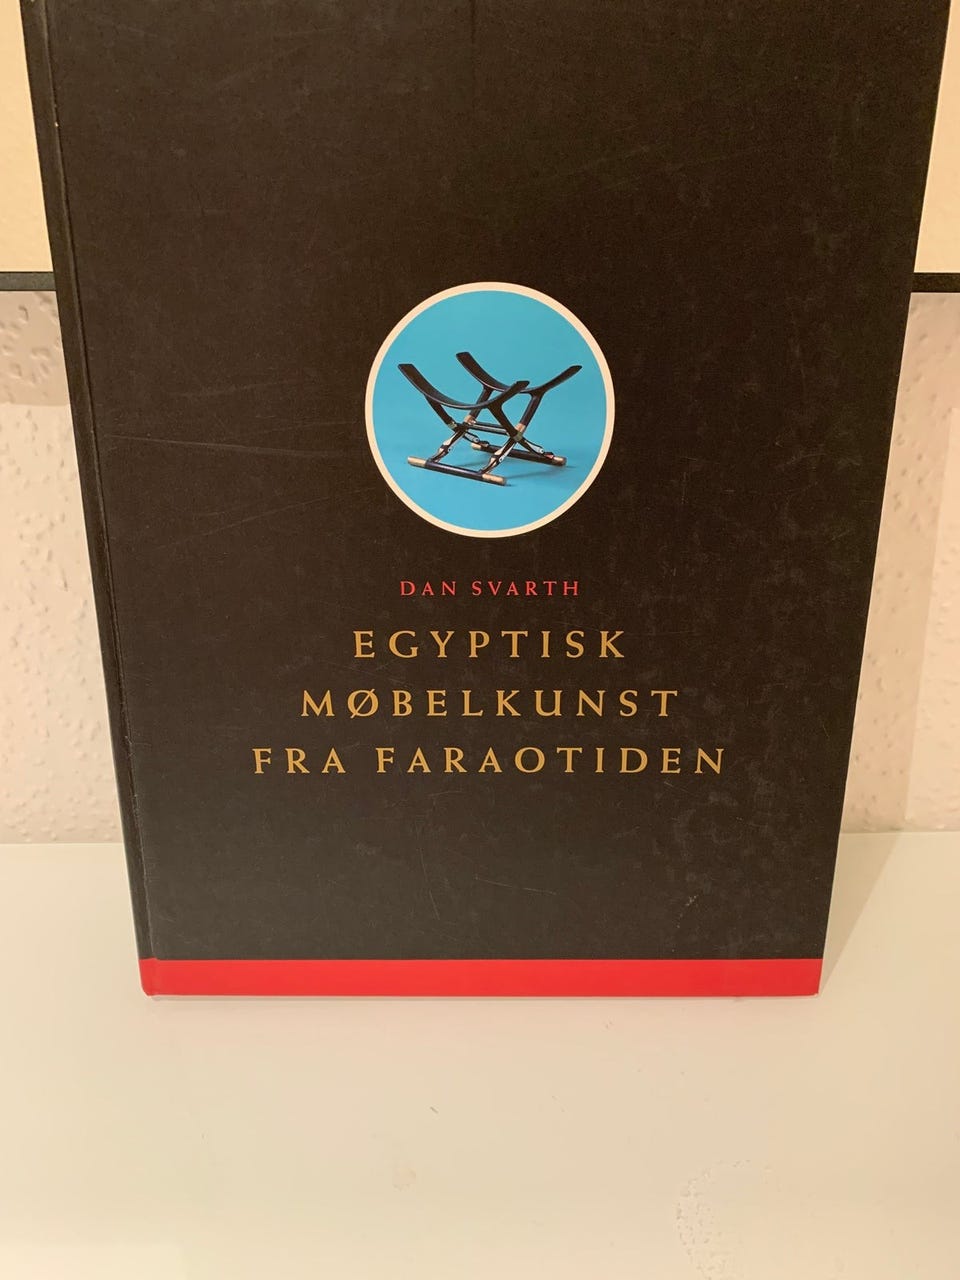 DAN SVARTH
EGYPTISK
MØBELKUNST
FRA FARAOTIDEN